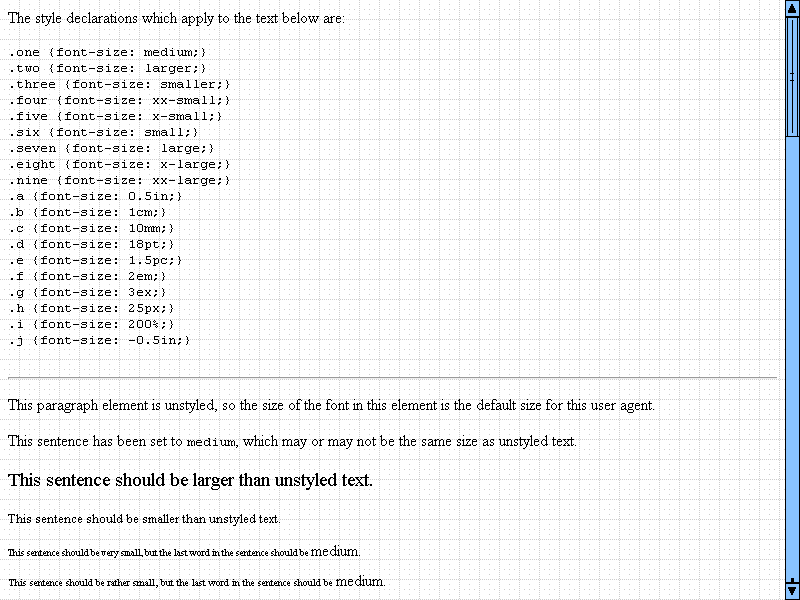 The style declarations which apply to the text below are:
.one {font-size: medium;}
.two {font-size: larger;}
.three {font-size: smaller;}
.four {font-size: xx-small;}
.five {font-size: x-small;}
.six {font-size: small;}
.seven {font-size: large;}
.eight {font-size: x-large;}
.nine {font-size: xx-large;}
.a {font-size: 0.5in;}
.b {font-size: 1cm;}
.c {font-size: 10mm;}
.d {font-size: 18pt;}
.e {font-size: 1.5pc;}
.f {font-size: 2em;}
.g {font-size: 3ex;}
.h {font-size: 25px;}
.i {font-size: 200%;}
.j {font-size: -0.5in;}
This paragraph element is unstyled, so the size of the font in this element is the default size for this user agent.
This sentence has been set to medium, which may or may not be the same size as unstyled text.
This sentence should be larger than unstyled text.
This sentence should be smaller than unstyled text.
This sentence should be very small, but the last word in the sentence should be medium.
This sentence should be rather small, but the last word in the sentence should be medium.